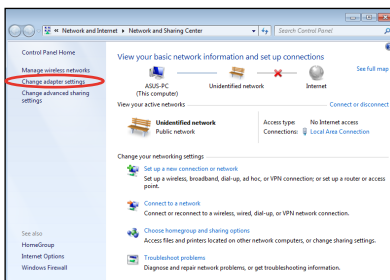 Network and Internet ▸ Network and Sharing Center
Search Control Panel
Control Panel Home
Manage wireless networks
Change adapter settings
Change advanced sharing
settings
View your basic network information and set up connections
See full map
ASUS-PC
(This computer)
Unidentified network
Internet
View your active networks
Connect or disconnect
Unidentified network
Public network
Access type: No Internet access
Connections: Local Area Connection
Change your networking settings
Set up a new connection or network
Set up a wireless, broadband, dial-up, ad hoc, or VPN connection; or set up a router or access
point.
Connect to a network
Connect or reconnect to a wireless, wired, dial-up, or VPN network connection.
Choose homegroup and sharing options
Access files and printers located on other network computers, or change sharing settings.
Troubleshoot problems
Diagnose and repair network problems, or get troubleshooting information.
See also
HomeGroup
Internet Options
Windows Firewall